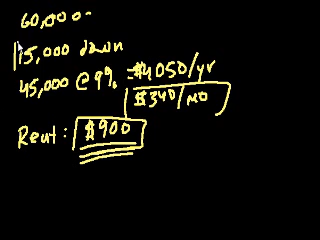 60,000-
15,000 down
45,000 @ 9% = $4050/yr
$340/mo
Rent: $900